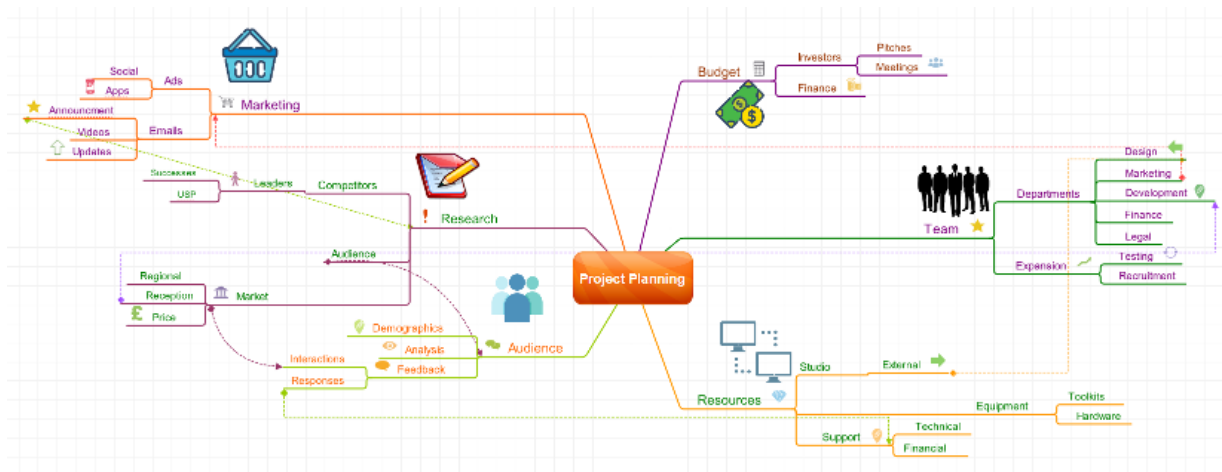 Project Planning
Marketing
Ads
Social
Apps
Emails
Announcment
Videos
Updates
Research
Competitors
Leaders
Successes
USP
Audience
Market
Regional
Reception
Price
£
Audience
Demographics
Analysis
Feedback
Interactions
Responses
Budget
Investors
Pitches
Meetings
Finance
Team
Departments
Design
Marketing
Development
Finance
Legal
Expansion
Testing
Recruitment
Resources
Studio
External
Equipment
Toolkits
Hardware
Support
Technical
Financial